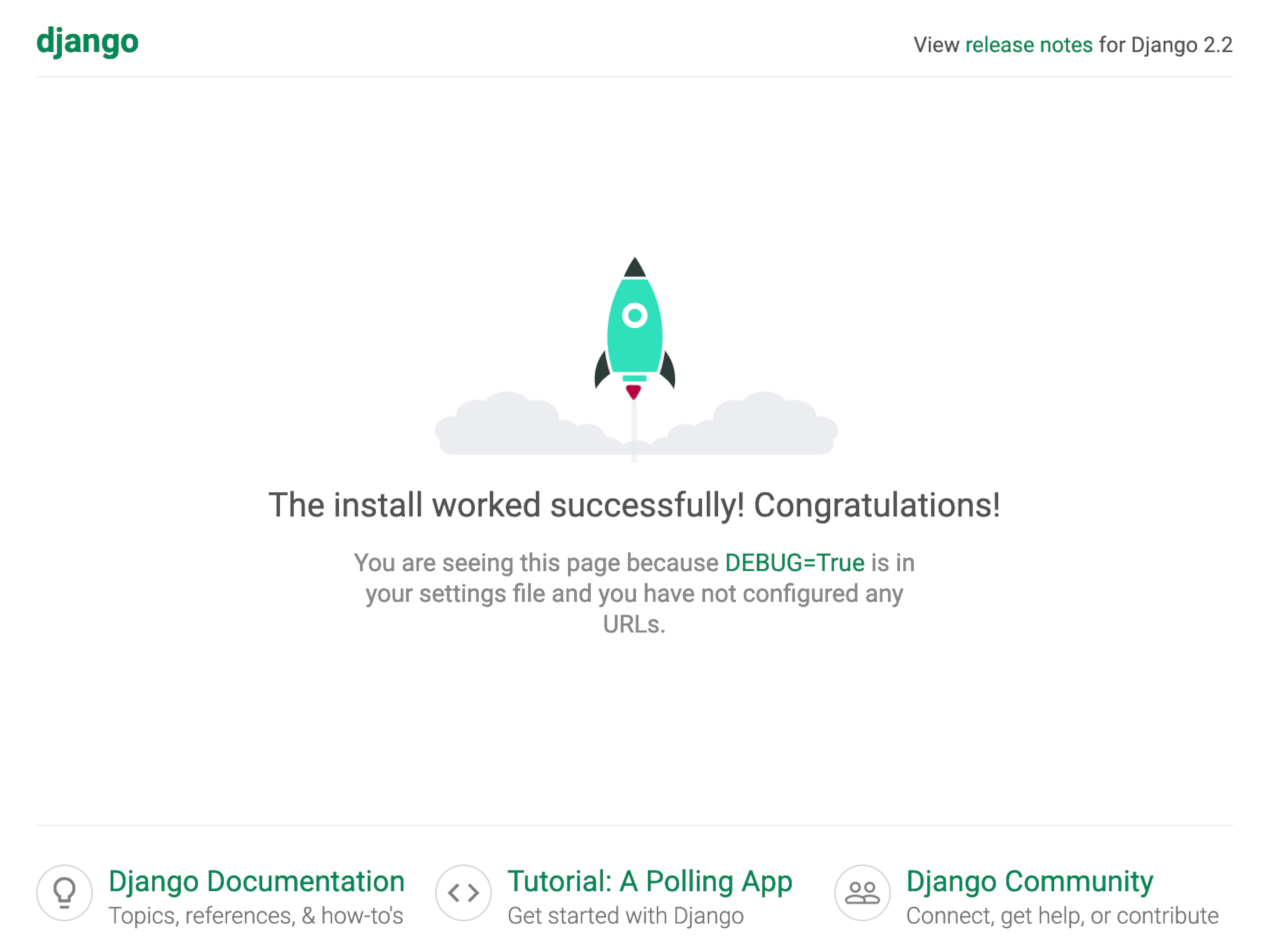 django
View release notes for Django 2.2
The install worked successfully! Congratulations!
You are seeing this page because DEBUG=True is in
your settings file and you have not configured any
URLs.
Django Documentation
Topics, references, & how-to's
Tutorial: A Polling App
Get started with Django
Django Community
Connect, get help, or contribute